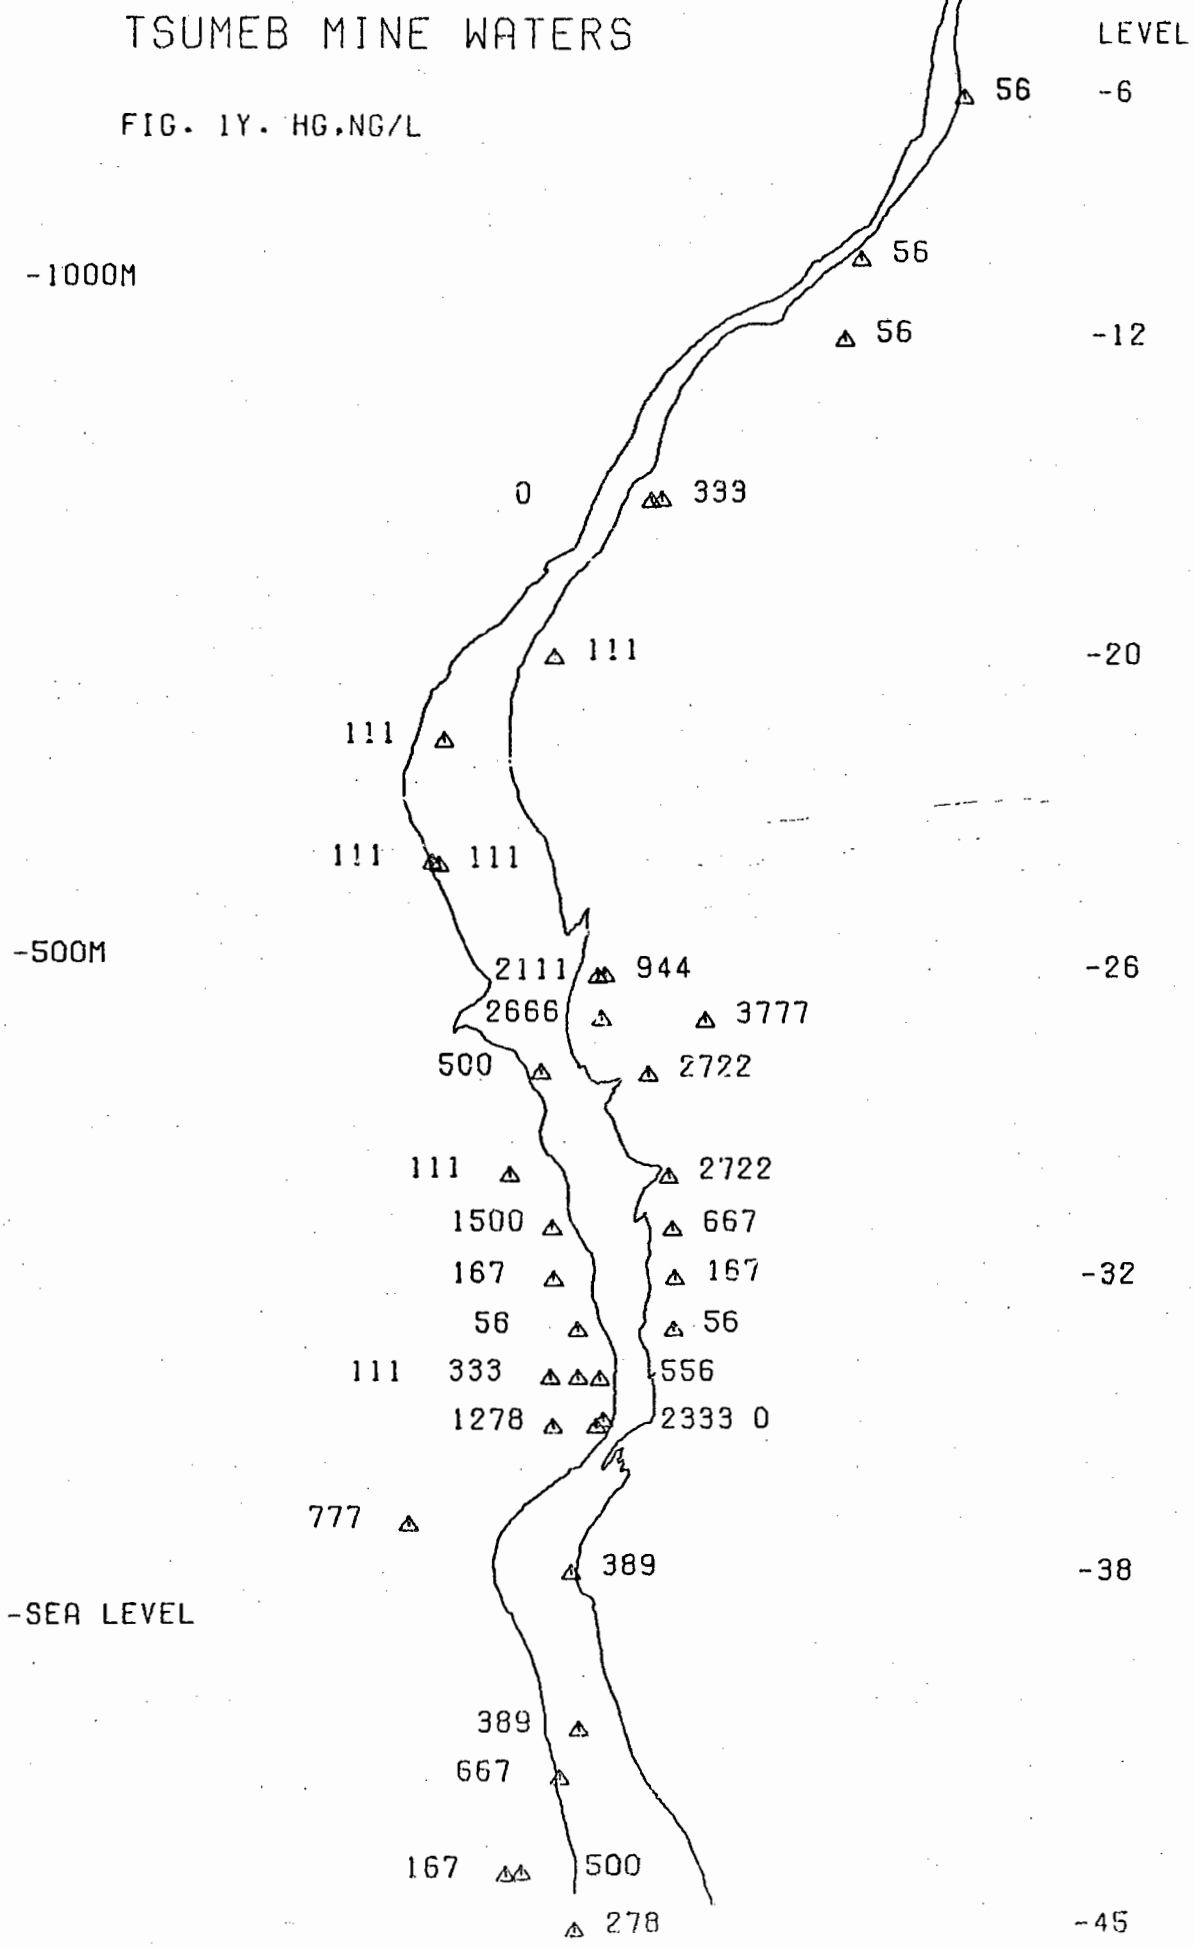 TSUMEB MINE WATERS
LEVEL
56 -6
FIG. 1Y. HG,NG/L
56
-1000M
56 -12
0 333
111 -20
111
111 111
-500M
2111 944 -26
2666 3777
500 2722
111 2722
1500 667
167 167 -32
56 56
111 333 556
1278 2333 0
777
389 -38
-SEA LEVEL
389
667
167 500
278 -45